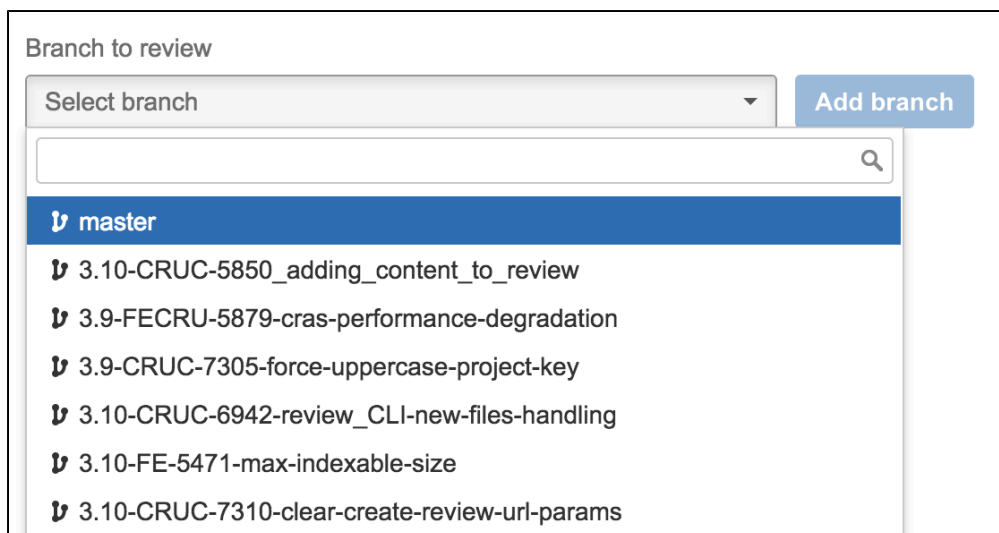 Branch to review
Select branch
Add branch
master
3.10-CRUC-5850_adding_content_to_review
3.9-FECRU-5879-cras-performance-degradation
3.9-CRUC-7305-force-uppercase-project-key
3.10-CRUC-6942-review_CLI-new-files-handling
3.10-FE-5471-max-indexable-size
3.10-CRUC-7310-clear-create-review-url-params